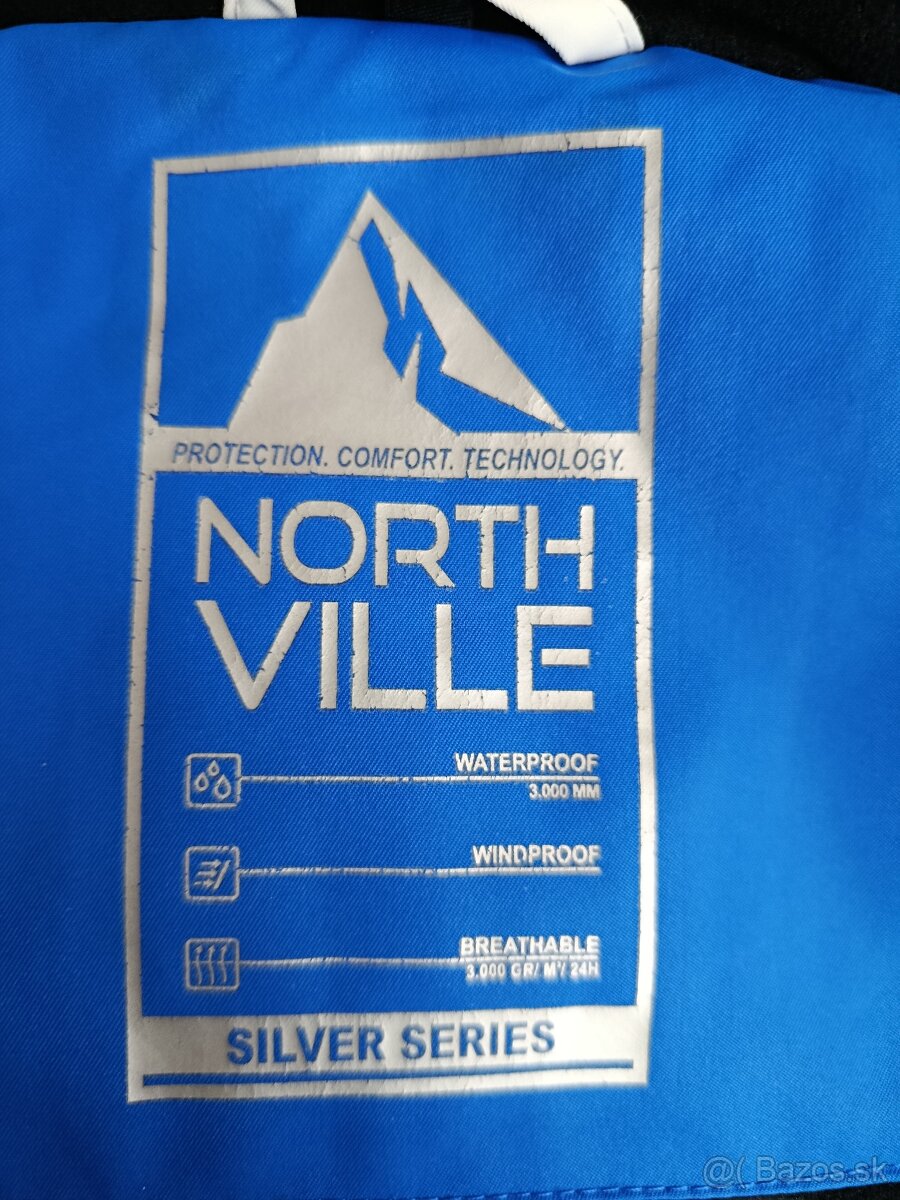 PROTECTION. COMFORT. TECHNOLOGY.
NORTH
VILLE
WATERPROOF
3.000 MM
WINDPROOF
BREATHABLE
3.000 GR/ M²/ 24H
SILVER SERIES
@( Bazos.sk